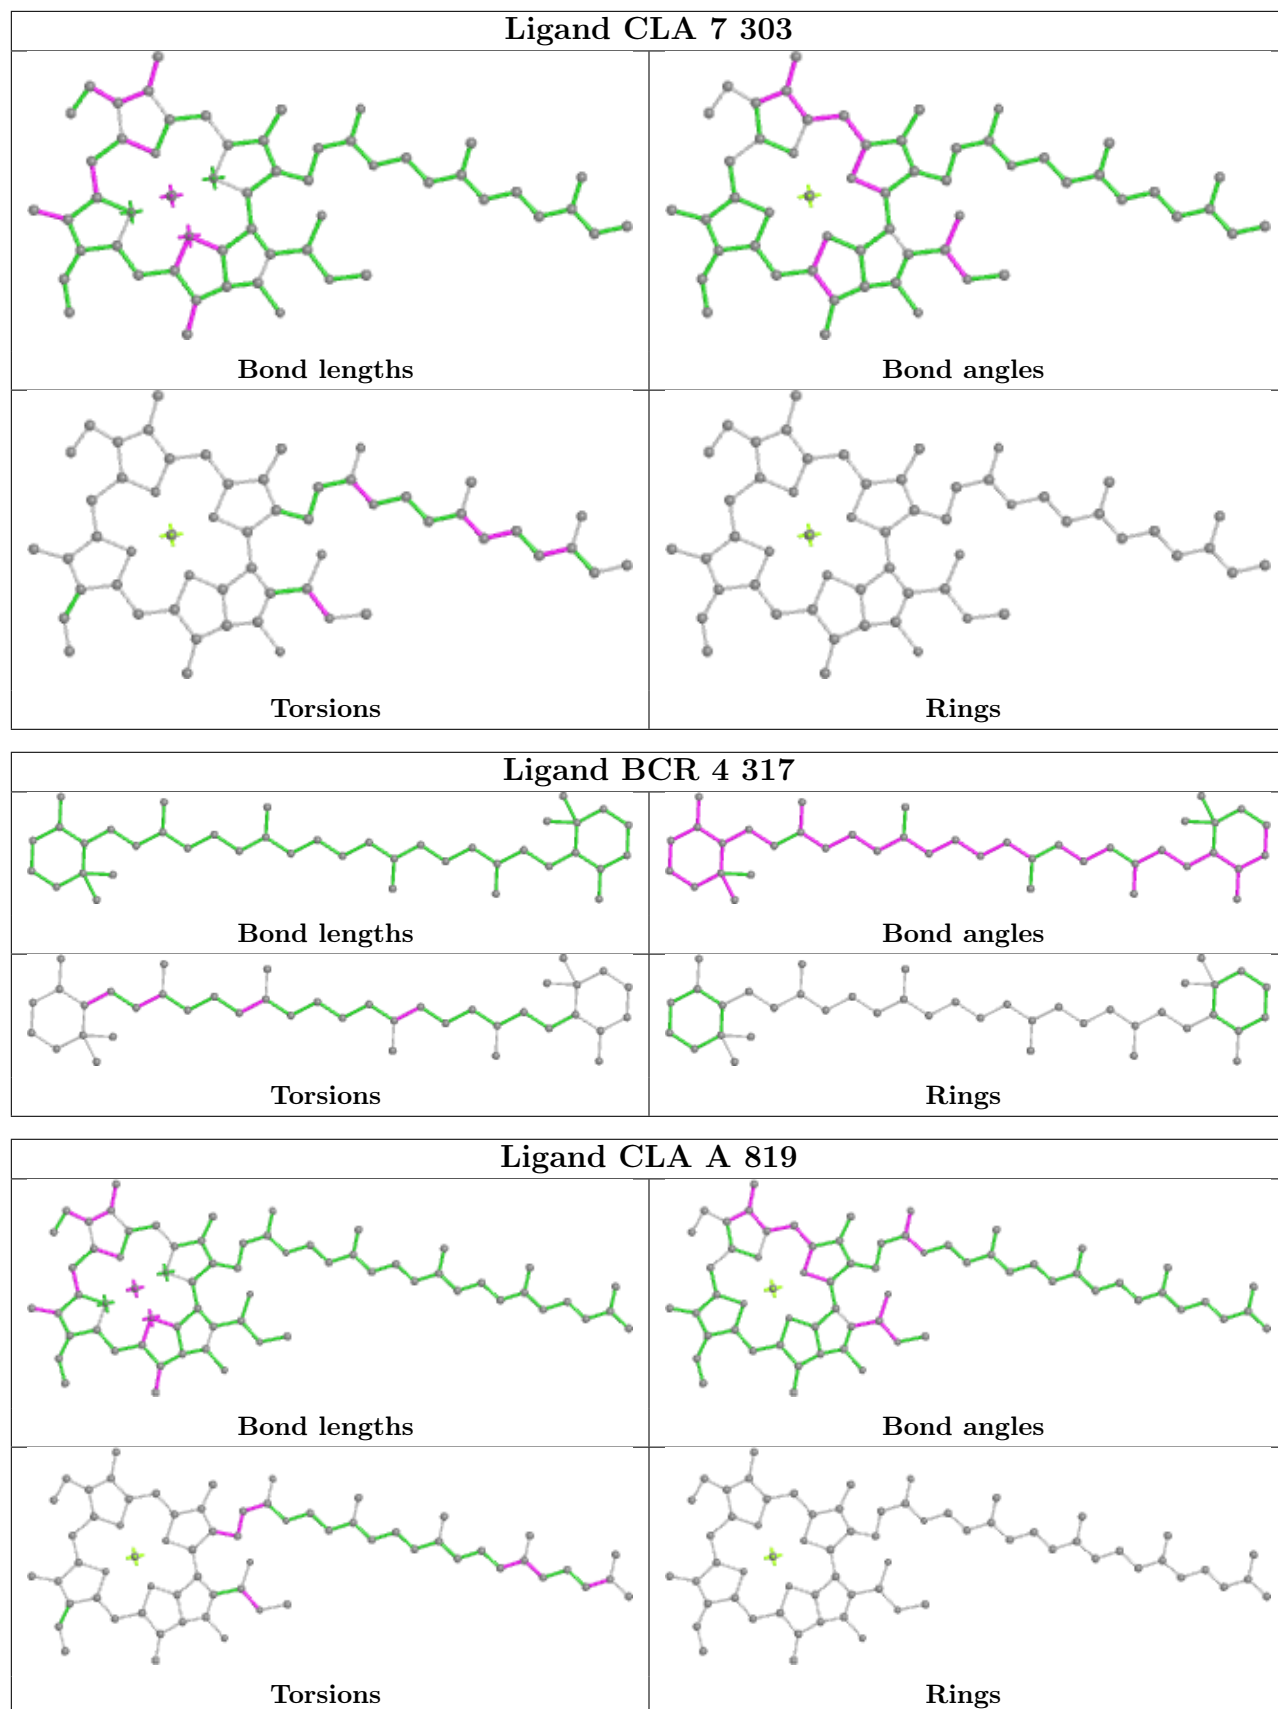 Ligand CLA 7 303
Bond lengths
Bond angles
Torsions
Rings
Ligand BCR 4 317
Bond lengths
Bond angles
Torsions
Rings
Ligand CLA A 819
Bond lengths
Bond angles
Torsions
Rings